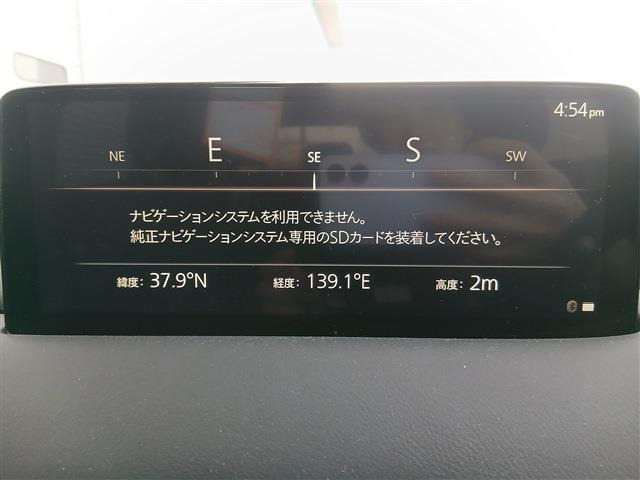 4:54pm
NE E SE S SW
ナビゲーションシステムを利用できません。
純正ナビゲーションシステム専用のSDカードを装着してください。
緯度: 37.9°N 経度: 139.1°E 高度: 2m